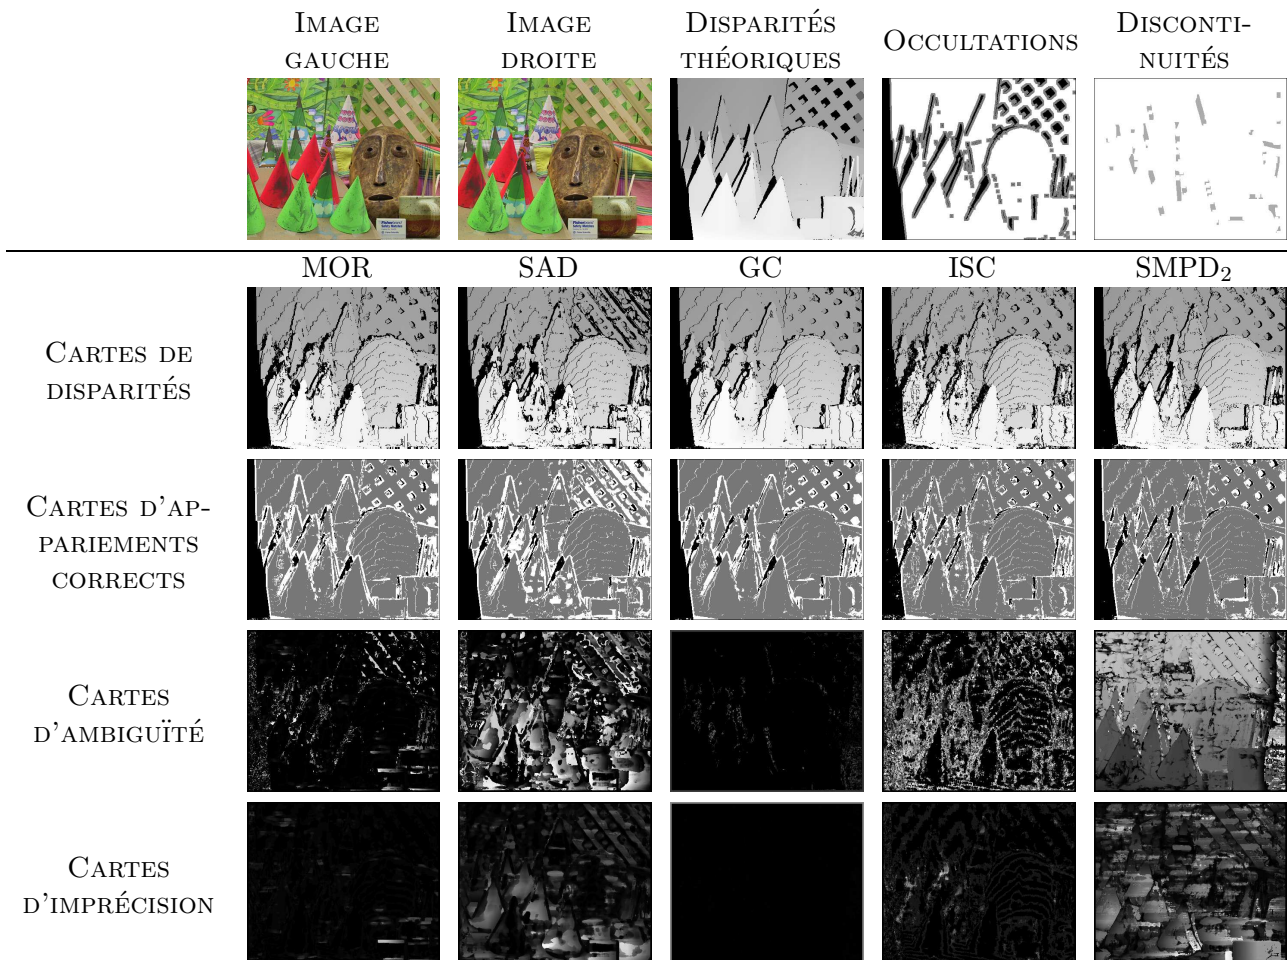 IMAGE GAUCHE
IMAGE DROITE
DISPARITÉS THÉORIQUES
OCCULTATIONS
DISCONTI-
NUITÉS
MOR SAD GC ISC SMPD₂
CARTES DE
DISPARITÉS
CARTES D'AP-
PARIEMENTS
CORRECTS
CARTES
D'AMBIGUÏTÉ
CARTES
D'IMPRÉCISION